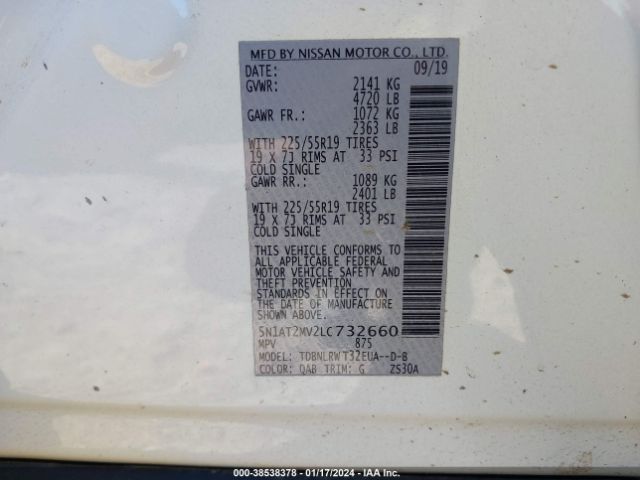 MFD BY NISSAN MOTOR CO., LTD.
DATE: 09/19
GVWR: 2141 KG
4720 LB
GAWR FR.: 1072 KG
2363 LB
WITH 225/55R19 TIRES
19 X 7J RIMS AT 33 PSI
COLD SINGLE
GAWR RR.: 1089 KG
2401 LB
WITH 225/55R19 TIRES
19 X 7J RIMS AT 33 PSI
COLD SINGLE
THIS VEHICLE CONFORMS TO
ALL APPLICABLE FEDERAL
MOTOR VEHICLE SAFETY AND
THEFT PREVENTION
STANDARDS IN EFFECT ON
THE DATE OF MANUFACTURE
SHOWN ABOVE.
5N1AT2MV2LC732660
MPV 875
MODEL: TDBNLRWT32EUA--D-B
COLOR: QAB TRIM: G ZS30A
000-38538378 - 01/17/2024 - IAA Inc.